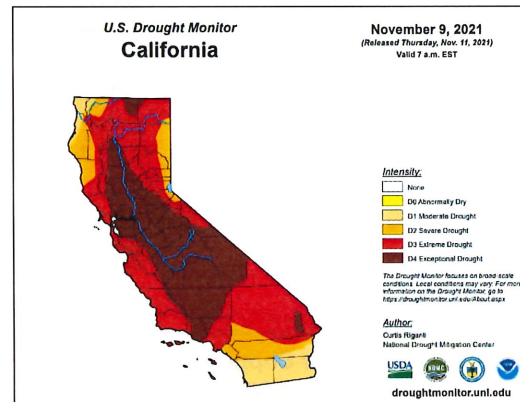 U.S. Drought Monitor
California
November 9, 2021
(Released Thursday, Nov. 11, 2021)
Valid 7 a.m. EST
Intensity:
None
D0 Abnormally Dry
D1 Moderate Drought
D2 Severe Drought
D3 Extreme Drought
D4 Exceptional Drought
The Drought Monitor focuses on broad-scale
conditions. Local conditions may vary. For more
information on the Drought Monitor, go to
https://droughtmonitor.unl.edu/About.aspx
Author:
Curtis Riganti
National Drought Mitigation Center
USDA
NDMC
droughtmonitor.unl.edu